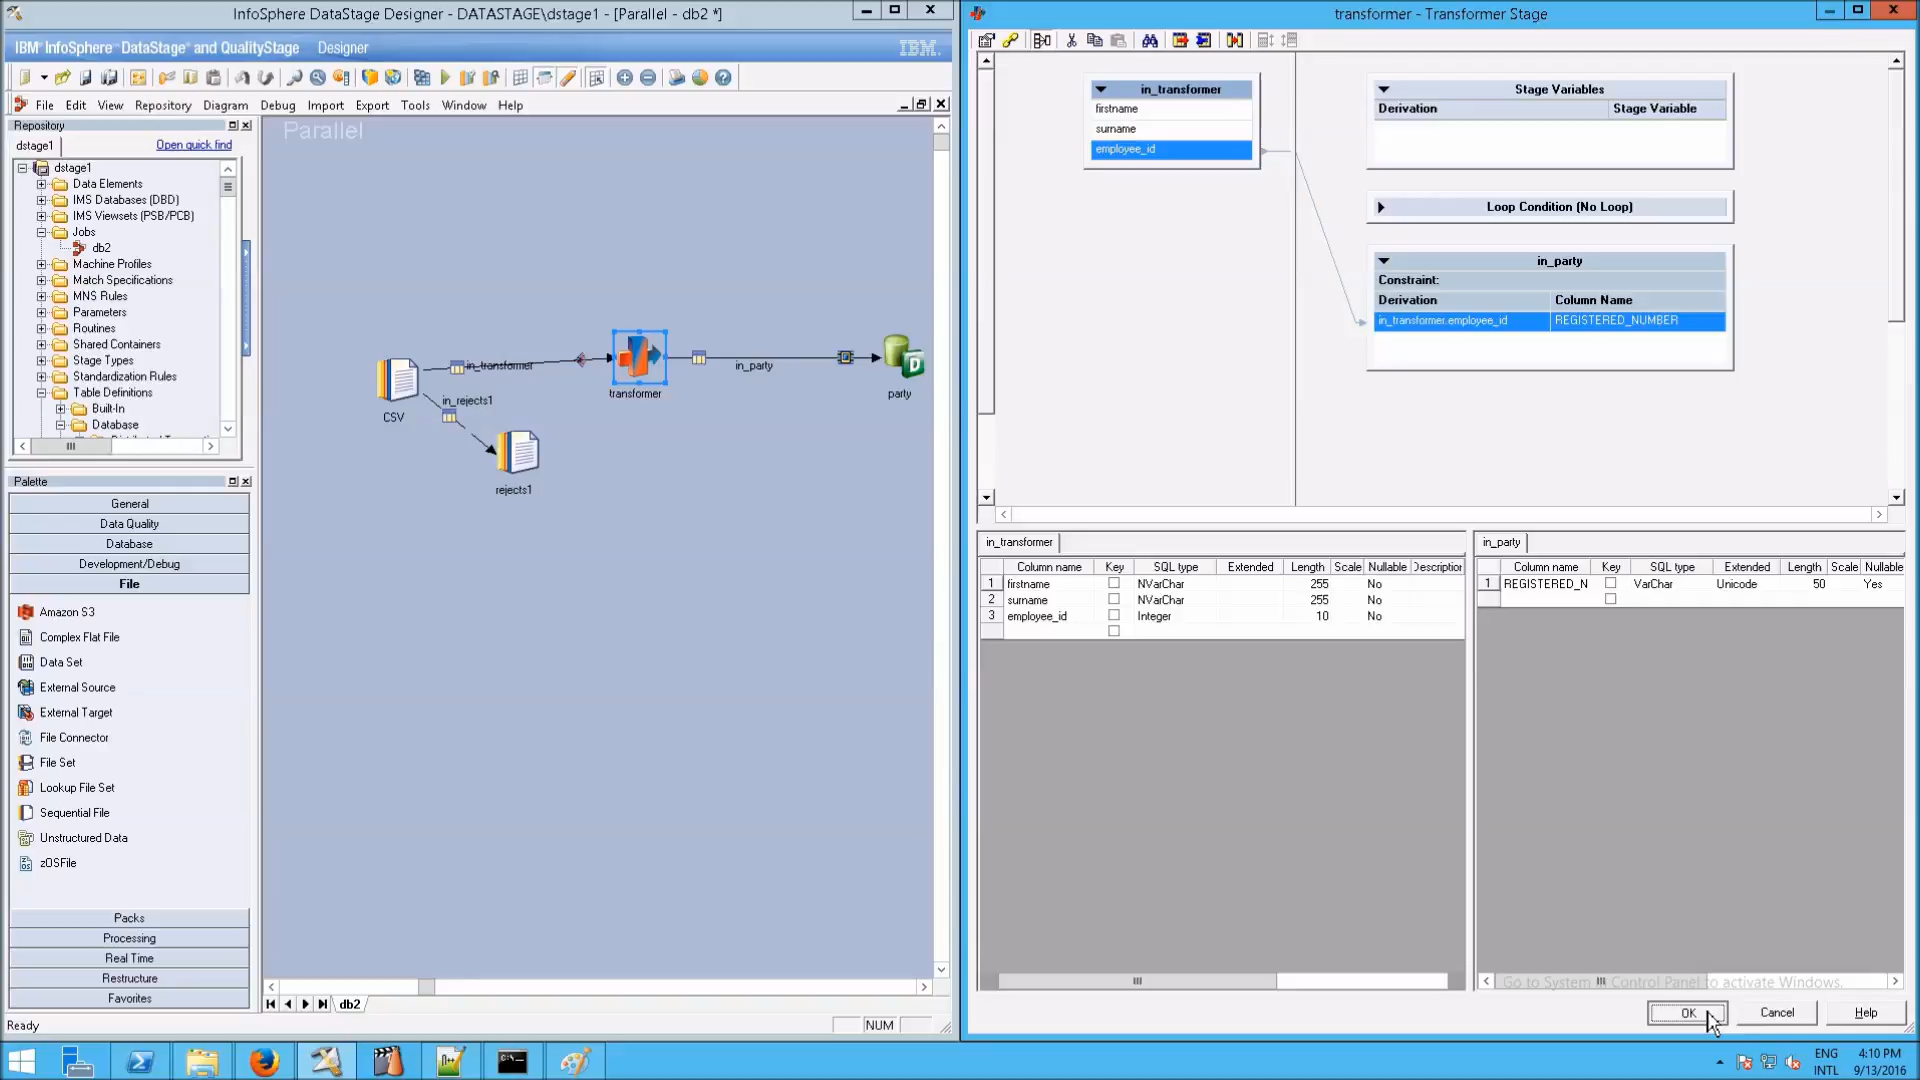 InfoSphere DataStage Designer - DATASTAGE\dstage1 - [Parallel - db2 *]
IBM® InfoSphere™ DataStage® and QualityStage® Designer
IBM.
File Edit View Repository Diagram Debug Import Export Tools Window Help
Repository
dstage1
Open quick find
dstage1
Data Elements
IMS Databases (DBD)
IMS Viewsets (PSB/PCB)
Jobs
db2
Machine Profiles
Match Specifications
MNS Rules
Parameters
Routines
Shared Containers
Stage Types
Standardization Rules
Table Definitions
Built-In
Database
Palette
General
Data Quality
Database
Development/Debug
File
Amazon S3
Complex Flat File
Data Set
External Source
External Target
File Connector
File Set
Lookup File Set
Sequential File
Unstructured Data
zOSFile
Packs
Processing
Real Time
Restructure
Favorites
Ready
Parallel
in_transformer
in_party
transformer
party
CSV
in_rejects1
rejects1
db2
NUM
transformer - Transformer Stage
in_transformer
firstname
surname
employee_id
Stage Variables
Derivation Stage Variable
Loop Condition (No Loop)
in_party
Constraint:
Derivation Column Name
in_transformer.employee_id REGISTERED_NUMBER
in_transformer
Column name Key SQL type Extended Length Scale Nullable Description
1 firstname NVarChar 255 No
2 surname NVarChar 255 No
3 employee_id Integer 10 No
in_party
Column name Key SQL type Extended Length Scale Nullable
1 REGISTERED_N VarChar Unicode 50 Yes
Go to System in Control Panel to activate Windows.
OK Cancel Help
ENG
INTL
4:10 PM
9/13/2016